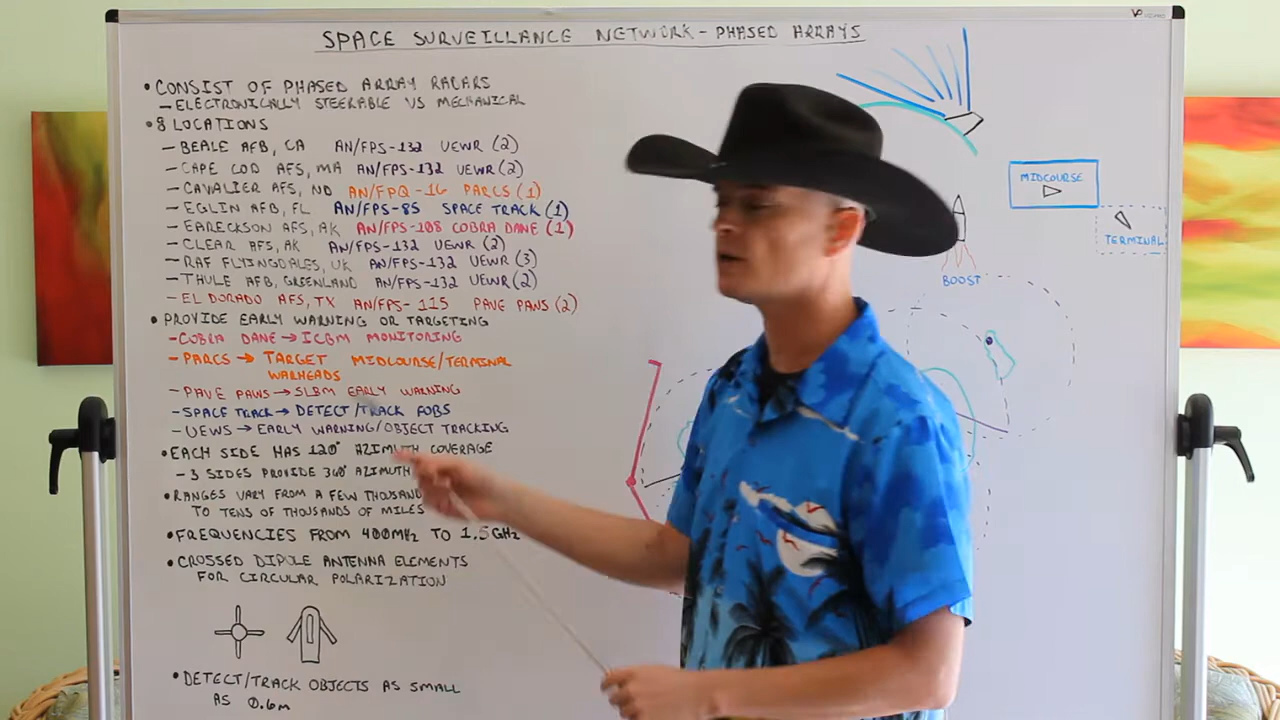 SPACE SURVEILLANCE NETWORK - PHASED ARRAYS
• CONSIST OF PHASED ARRAY RADARS
- ELECTRONICALLY STEERABLE VS MECHANICAL
• 8 LOCATIONS
- BEALE AFB, CA AN/FPS-132 UEWR (2)
- CAPE COD AFS, MA AN/FPS-132 UEWR (2)
- CAVALIER AFS, ND AN/FPQ-16 PARCS (1)
- EGLIN AFB, FL AN/FPS-85 SPACE TRACK (1)
- EARECKSON AFS, AK AN/FPS-108 COBRA DANE (1)
- CLEAR AFS, AK AN/FPS-132 UEWR (2)
- RAF FLYINGDALES, UK AN/FPS-132 UEWR (3)
- THULE AFB, GREENLAND AN/FPS-132 UEWR (2)
- EL DORADO AFS, TX AN/FPS-115 PAVE PAWS (2)
• PROVIDE EARLY WARNING OR TARGETING
- COBRA DANE → ICBM MONITORING
- PARCS → TARGET MIDCOURSE/TERMINAL
WARHEADS
- PAVE PAWS → SLBM EARLY WARNING
- SPACE TRACK → DETECT/TRACK FOBS
- UEWS → EARLY WARNING/OBJECT TRACKING
• EACH SIDE HAS 120° AZIMUTH COVERAGE
- 3 SIDES PROVIDE 360° AZIMUTH
• RANGES VARY FROM A FEW THOUSAND
TO TENS OF THOUSANDS OF MILES
• FREQUENCIES FROM 400MHz TO 1.5GHz
• CROSSED DIPOLE ANTENNA ELEMENTS
FOR CIRCULAR POLARIZATION
• DETECT/TRACK OBJECTS AS SMALL
AS 0.6m
MIDCOURSE
TERMINAL
BOOST